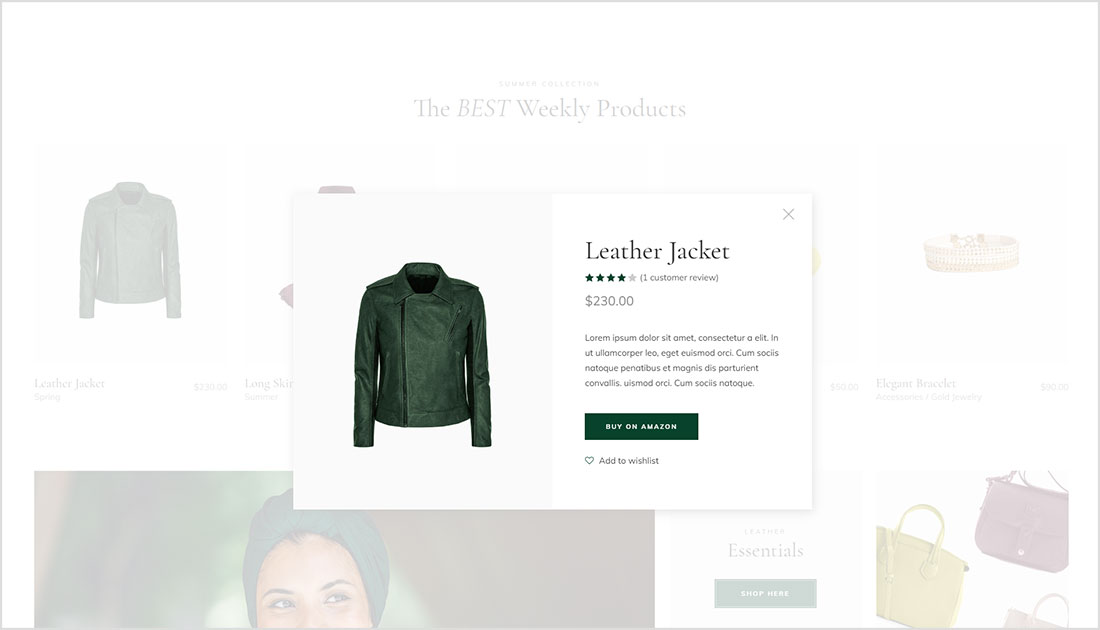 SUMMER COLLECTION
The BEST Weekly Products
Leather Jacket
(1 customer review)
$230.00
Lorem ipsum dolor sit amet, consectetur a elit. In
ut ullamcorper leo, eget euismod orci. Cum sociis
natoque penatibus et magnis dis parturient
convallis. uismod orci. Cum sociis natoque.
BUY ON AMAZON
Add to wishlist
Leather Jacket
$230.00
Spring
Long Skir
Summer
$50.00
Elegant Bracelet
$90.00
Accessories / Gold Jewelry
LEATHER
Essentials
SHOP HERE